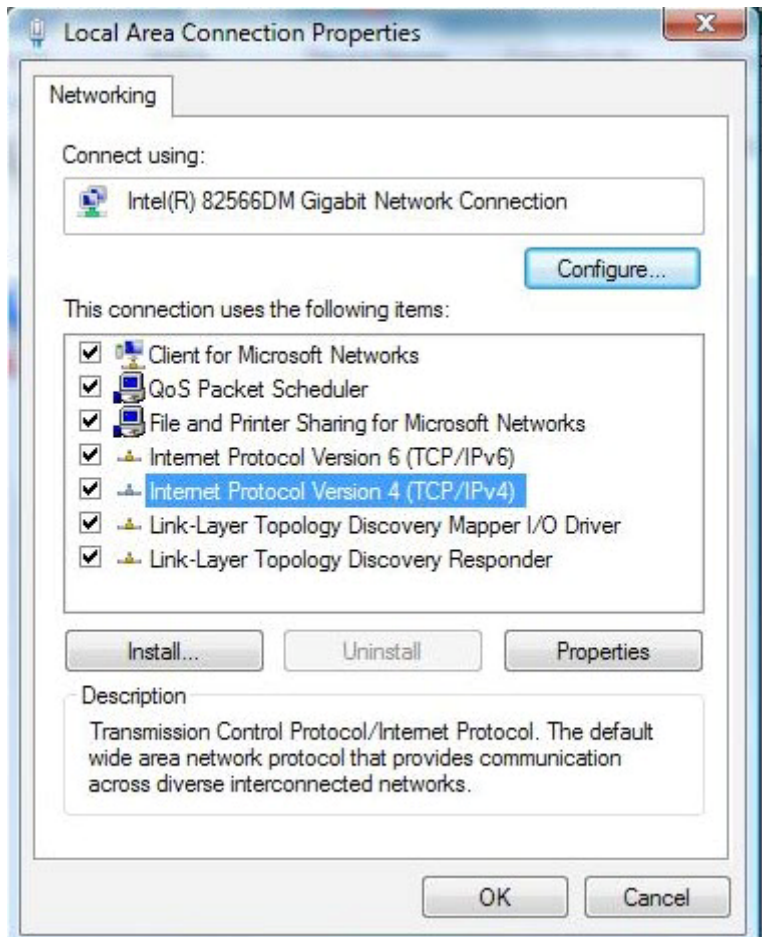 Local Area Connection Properties
Networking
Connect using:
Intel(R) 82566DM Gigabit Network Connection
Configure...
This connection uses the following items:
Client for Microsoft Networks
QoS Packet Scheduler
File and Printer Sharing for Microsoft Networks
Internet Protocol Version 6 (TCP/IPv6)
Internet Protocol Version 4 (TCP/IPv4)
Link-Layer Topology Discovery Mapper I/O Driver
Link-Layer Topology Discovery Responder
Install... Uninstall Properties
Description
Transmission Control Protocol/Internet Protocol. The default
wide area network protocol that provides communication
across diverse interconnected networks.
OK Cancel